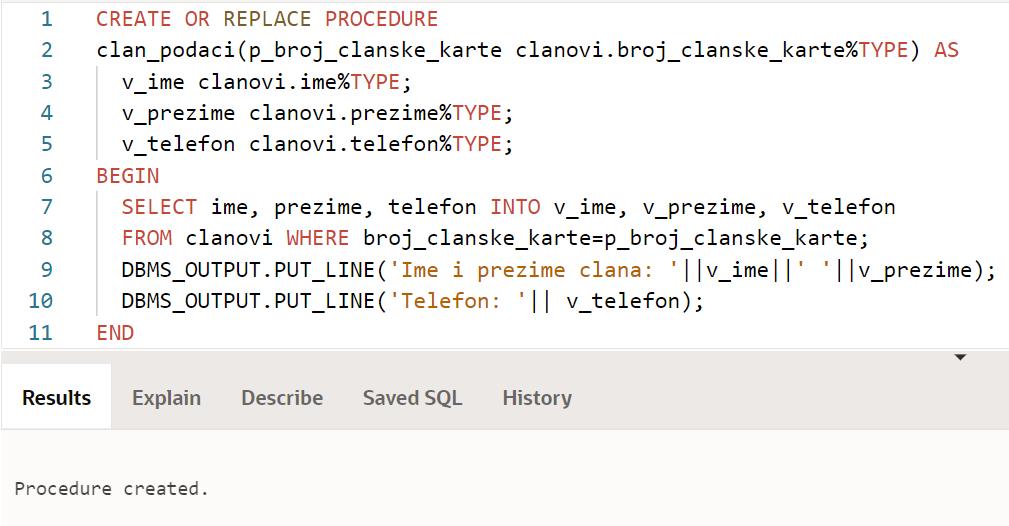 1 CREATE OR REPLACE PROCEDURE
2 clan_podaci(p_broj_clanske_karte clanovi.broj_clanske_karte%TYPE) AS
3   v_ime clanovi.ime%TYPE;
4   v_prezime clanovi.prezime%TYPE;
5   v_telefon clanovi.telefon%TYPE;
6 BEGIN
7   SELECT ime, prezime, telefon INTO v_ime, v_prezime, v_telefon
8   FROM clanovi WHERE broj_clanske_karte=p_broj_clanske_karte;
9   DBMS_OUTPUT.PUT_LINE('Ime i prezime clana: '||v_ime||' '||v_prezime);
10   DBMS_OUTPUT.PUT_LINE('Telefon: '|| v_telefon);
11 END
Results Explain Describe Saved SQL History
Procedure created.